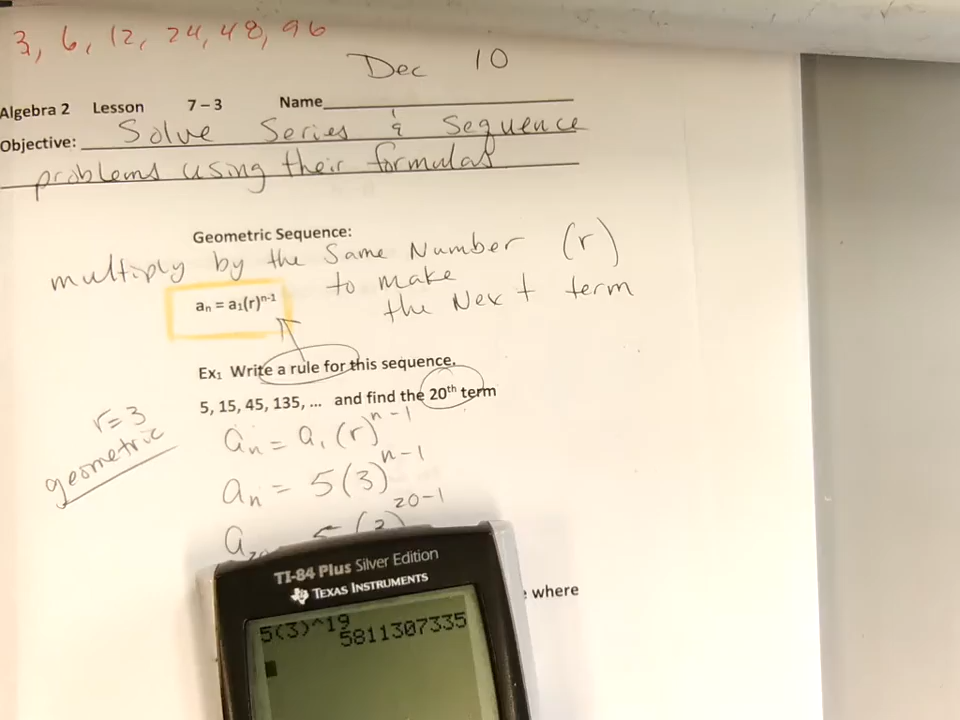 3, 6, 12, 24, 48, 96
Dec 10
Algebra 2 Lesson 7 – 3 Name
Objective: Solve Series & Sequence
problems using their formulas
Geometric Sequence:
multiply by the Same Number (r)
to make
the Next term
aₙ = a₁(r)ⁿ⁻¹
Ex₁ Write a rule for this sequence.
5, 15, 45, 135, ... and find the 20ᵗʰ term
r=3
geometric
aₙ = a₁ (r)ⁿ⁻¹
aₙ = 5(3)ⁿ⁻¹
a₂₀ 5(3)²⁰⁻¹
where
TI-84 Plus Silver Edition
TEXAS INSTRUMENTS
5(3)^19
5811307335